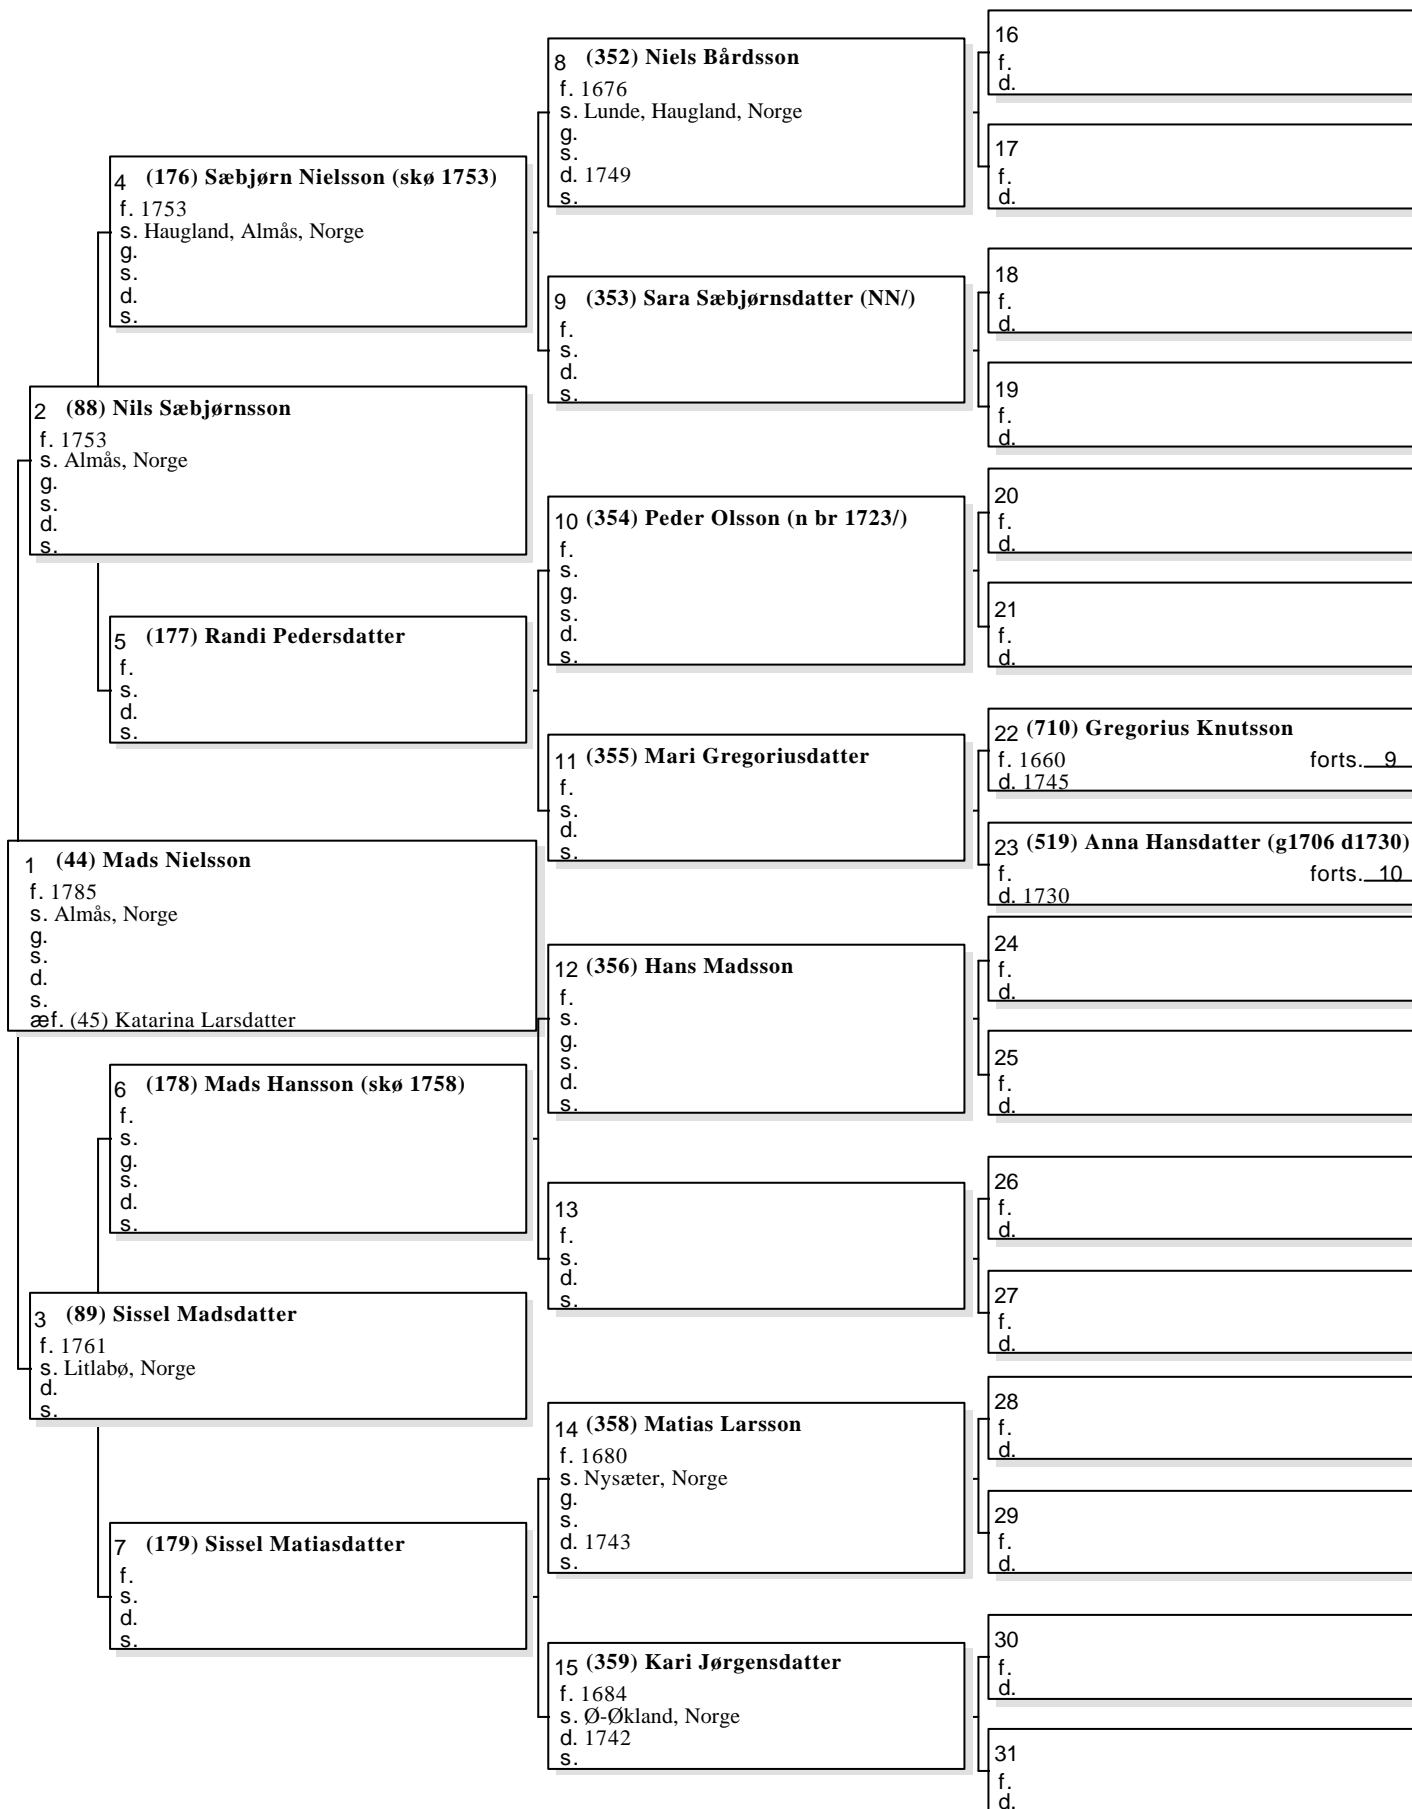 1 (44) Mads Nielsson
f. 1785
s. Almås, Norge
g.
s.
d.
s.
æf. (45) Katarina Larsdatter
2 (88) Nils Sæbjørnsson
f. 1753
s. Almås, Norge
g.
s.
d.
s.
3 (89) Sissel Madsdatter
f. 1761
s. Litlabø, Norge
d.
s.
4 (176) Sæbjørn Nielsson (skø 1753)
f. 1753
s. Haugland, Almås, Norge
g.
s.
d.
s.
5 (177) Randi Pedersdatter
f.
s.
d.
s.
6 (178) Mads Hansson (skø 1758)
f.
s.
g.
s.
d.
s.
7 (179) Sissel Matiasdatter
f.
s.
d.
s.
8 (352) Niels Bårdsson
f. 1676
s. Lunde, Haugland, Norge
g.
s.
d. 1749
s.
9 (353) Sara Sæbjørnsdatter (NN/)
f.
s.
d.
s.
10 (354) Peder Olsson (n br 1723/)
f.
s.
g.
s.
d.
s.
11 (355) Mari Gregoriusdatter
f.
s.
d.
s.
12 (356) Hans Madsson
f.
s.
g.
s.
d.
s.
13
f.
s.
d.
s.
14 (358) Matias Larsson
f. 1680
s. Nysæter, Norge
g.
s.
d. 1743
s.
15 (359) Kari Jørgensdatter
f. 1684
s. Ø-Økland, Norge
d. 1742
s.
16
f.
d.
17
f.
d.
18
f.
d.
19
f.
d.
20
f.
d.
21
f.
d.
22 (710) Gregorius Knutsson
f. 1660 forts. 9
d. 1745
23 (519) Anna Hansdatter (g1706 d1730)
f. forts. 10
d. 1730
24
f.
d.
25
f.
d.
26
f.
d.
27
f.
d.
28
f.
d.
29
f.
d.
30
f.
d.
31
f.
d.